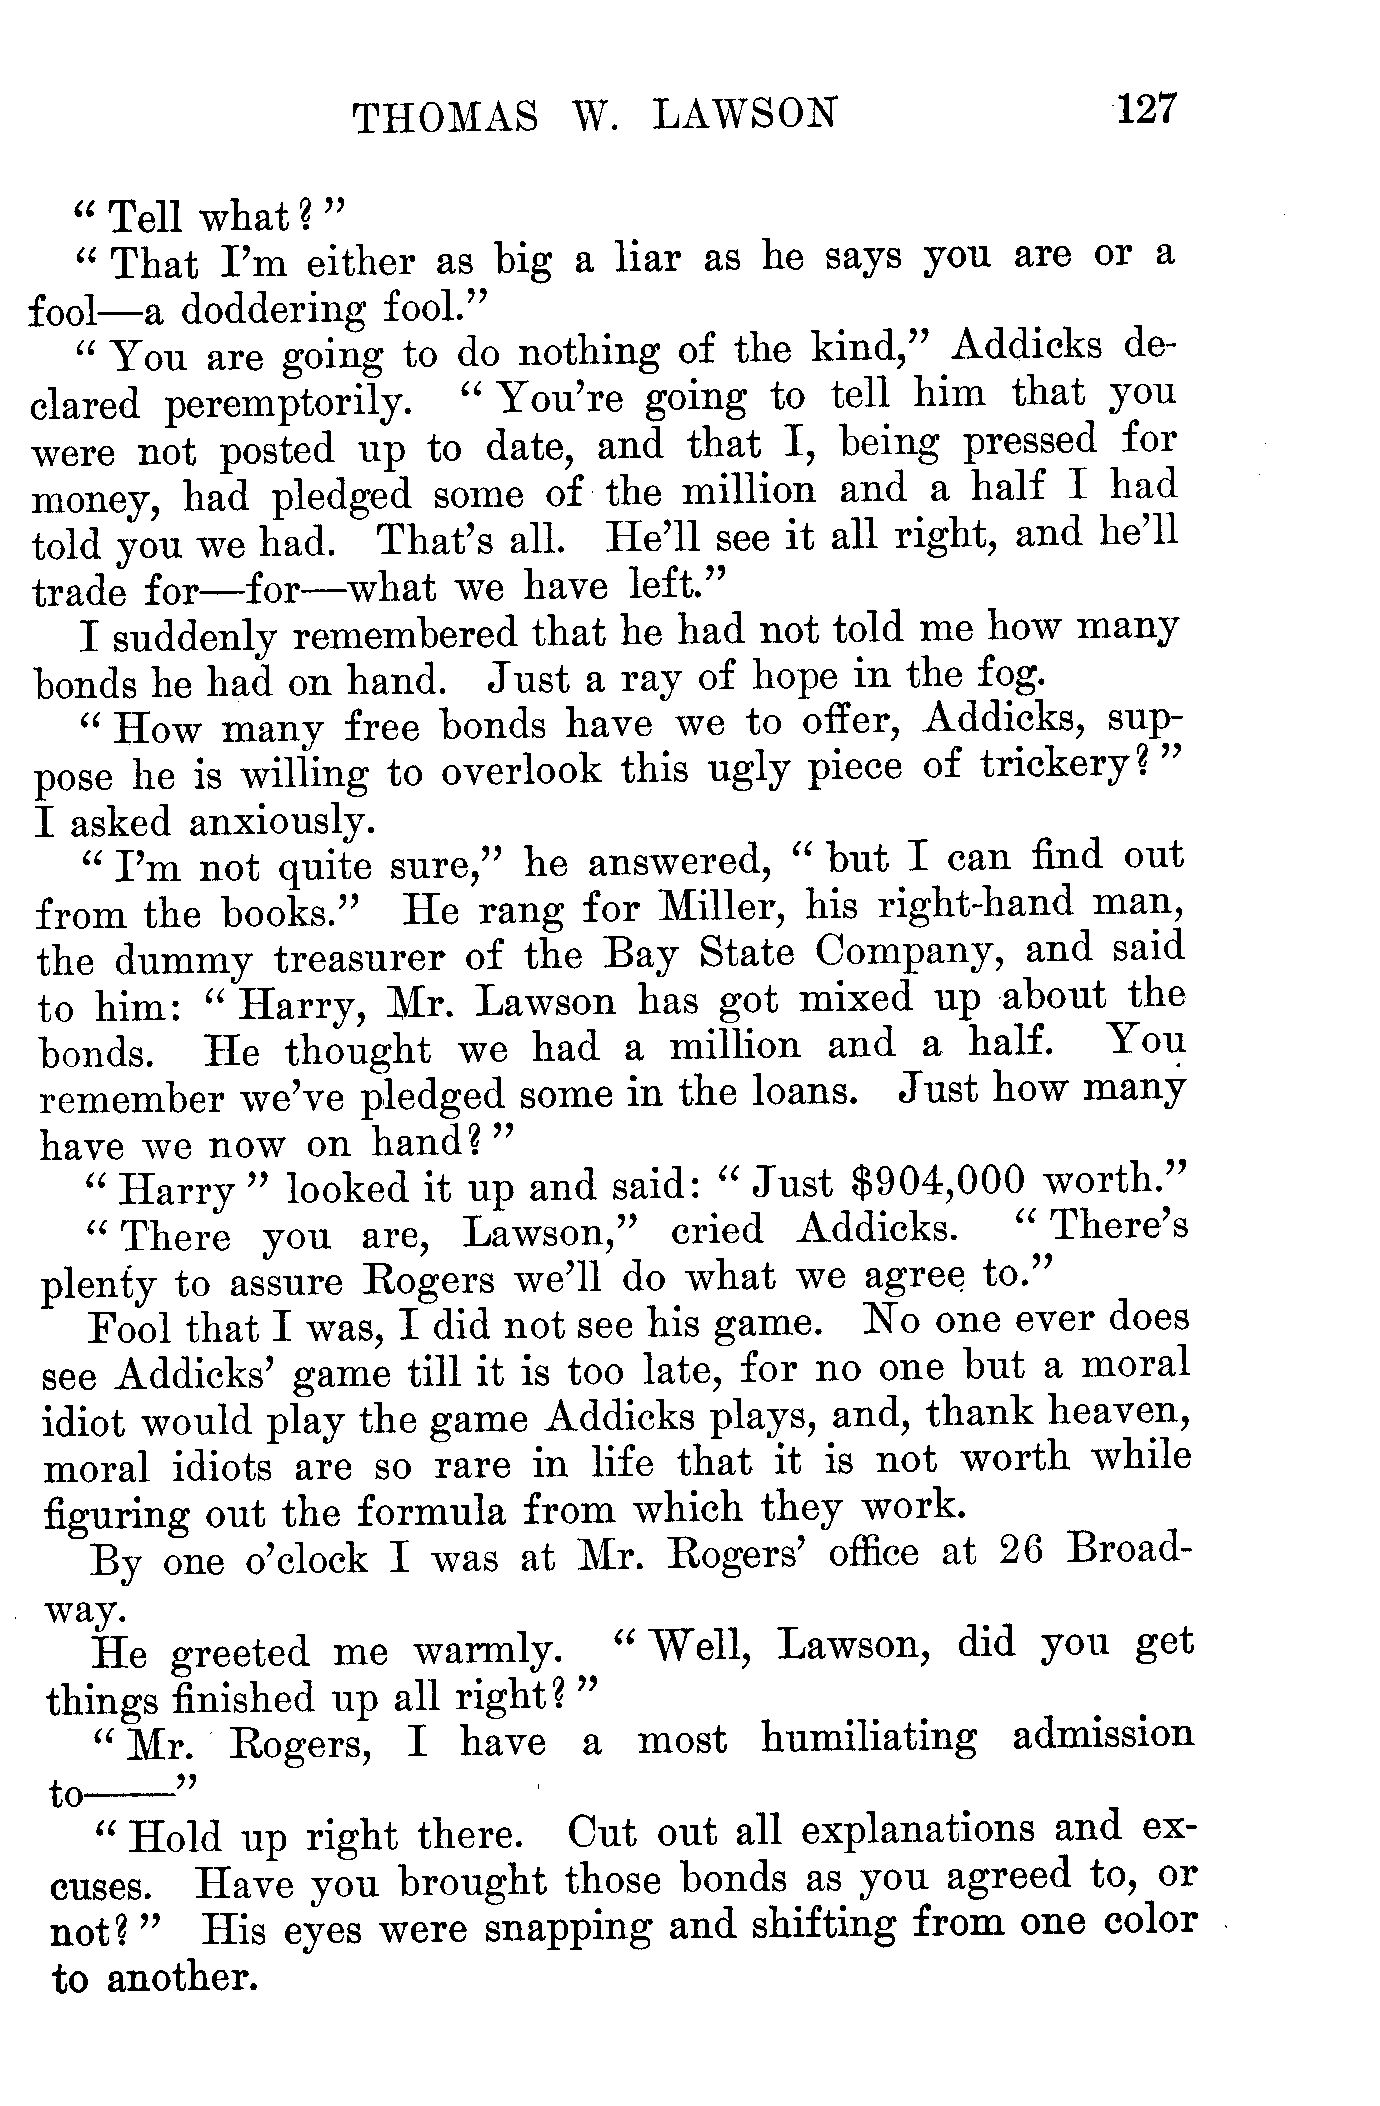 THOMAS W. LAWSON 127
“ Tell what? ”
“ That I’m either as big a liar as he says you are or a
fool—a doddering fool.”
“ You are going to do nothing of the kind,” Addicks de-
clared peremptorily. “ You’re going to tell him that you
were not posted up to date, and that I, being pressed for
money, had pledged some of the million and a half I had
told you we had. That’s all. He’ll see it all right, and he’ll
trade for—for—what we have left.”
I suddenly remembered that he had not told me how many
bonds he had on hand. Just a ray of hope in the fog.
“ How many free bonds have we to offer, Addicks, sup-
pose he is willing to overlook this ugly piece of trickery? ”
I asked anxiously.
“ I’m not quite sure,” he answered, “ but I can find out
from the books.” He rang for Miller, his right-hand man,
the dummy treasurer of the Bay State Company, and said
to him: “ Harry, Mr. Lawson has got mixed up about the
bonds. He thought we had a million and a half. You
remember we’ve pledged some in the loans. Just how many
have we now on hand? ”
“ Harry ” looked it up and said: “ Just $904,000 worth.”
“ There you are, Lawson,” cried Addicks. “ There’s
plenty to assure Rogers we’ll do what we agree to.”
Fool that I was, I did not see his game. No one ever does
see Addicks’ game till it is too late, for no one but a moral
idiot would play the game Addicks plays, and, thank heaven,
moral idiots are so rare in life that it is not worth while
figuring out the formula from which they work.
By one o’clock I was at Mr. Rogers’ office at 26 Broad-
way.
He greeted me warmly. “ Well, Lawson, did you get
things finished up all right? ”
“ Mr. Rogers, I have a most humiliating admission
to——”
“ Hold up right there. Cut out all explanations and ex-
cuses. Have you brought those bonds as you agreed to, or
not? ” His eyes were snapping and shifting from one color
to another.